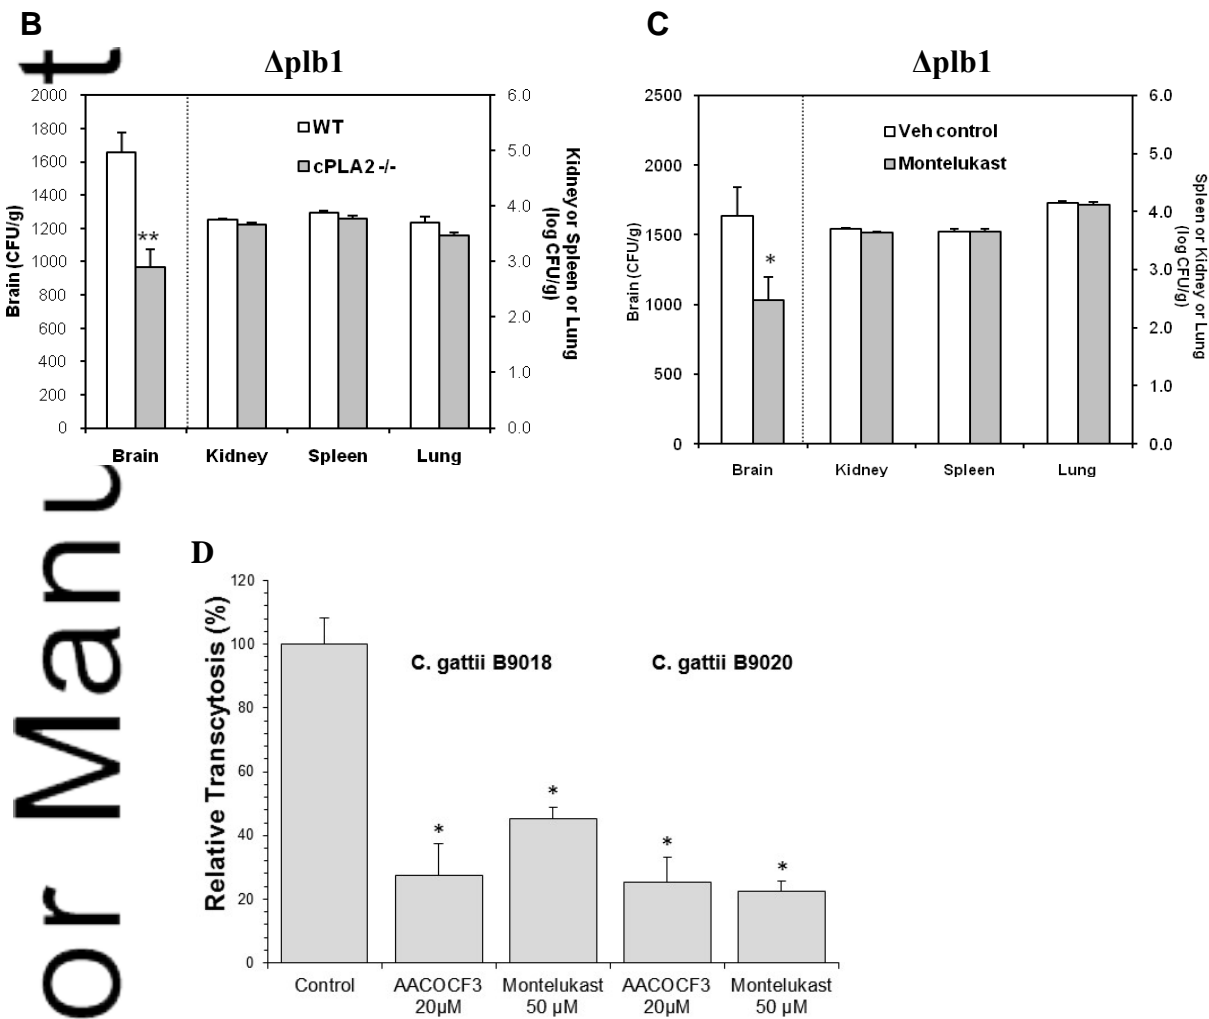 B
Δplb1
2000
1800
1600
1400
1200
1000
800
600
400
200
0
Brain (CFU/g)
6.0
5.0
4.0
3.0
2.0
1.0
0.0
Kidney or Spleen or Lung
(log CFU/g)
WT
cPLA2 -/-
**
Brain Kidney Spleen Lung
C
Δplb1
2500
2000
1500
1000
500
0
Brain (CFU/g)
6.0
5.0
4.0
3.0
2.0
1.0
0.0
Spleen or Kidney or Lung
(log CFU/g)
Veh control
Montelukast
*
Brain Kidney Spleen Lung
D
120
100
80
60
40
20
0
Relative Transcytosis (%)
C. gattii B9018 C. gattii B9020
* * * *
Control AACOCF3 Montelukast AACOCF3 Montelukast
20µM 50 µM 20µM 50 µM
or Manu
t